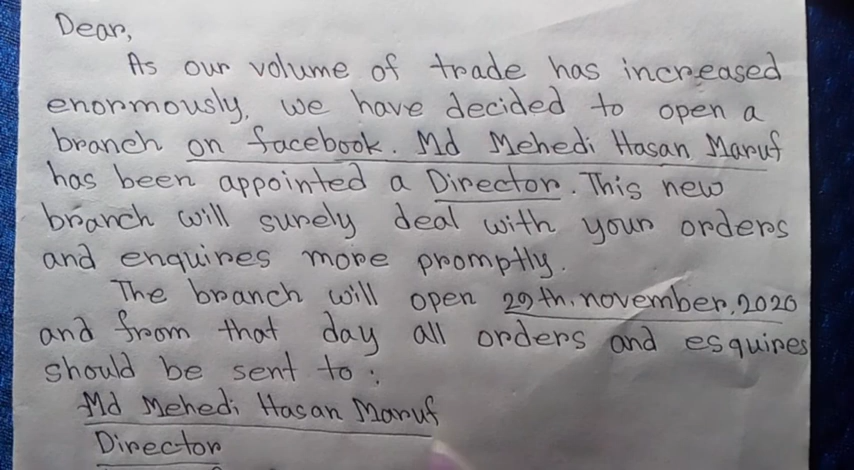 Dear,
As our volume of trade has increased
enormously, we have decided to open a
branch on facebook. Md Mehedi Hasan Maruf
has been appointed a Director. This new
branch will surely deal with your orders
and enquires more promptly.
The branch will open 29th.november.2020
and from that day all orders and esquires
should be sent to :
Md Mehedi Hasan Maruf
Director